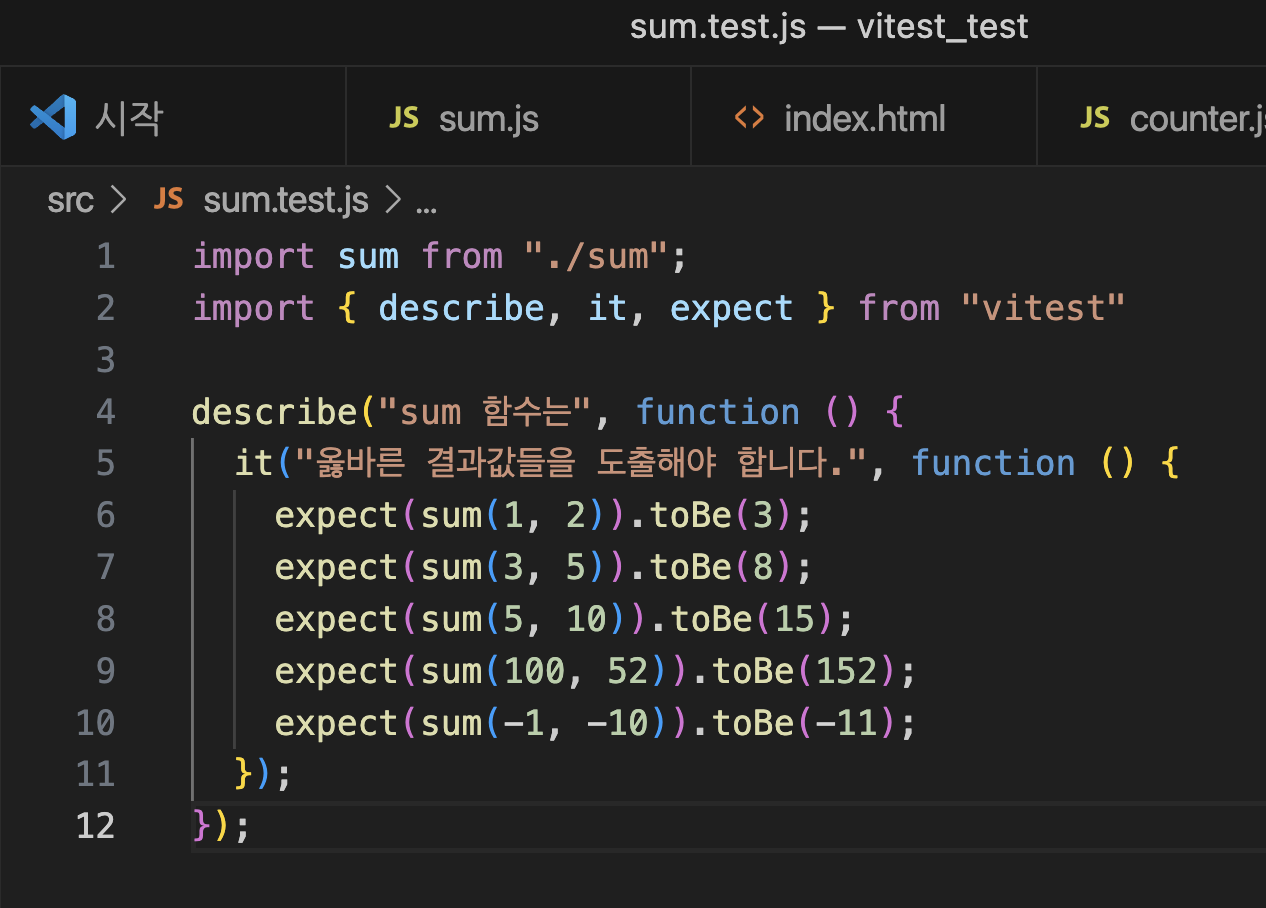 sum.test.js — vitest_test
시작
JS sum.js
<> index.html
JS counter.js
src > JS sum.test.js > ...
1 import sum from "./sum";
2 import { describe, it, expect } from "vitest"
3
4 describe("sum 함수는", function () {
5 it("옳바른 결과값들을 도출해야 합니다.", function () {
6 expect(sum(1, 2)).toBe(3);
7 expect(sum(3, 5)).toBe(8);
8 expect(sum(5, 10)).toBe(15);
9 expect(sum(100, 52)).toBe(152);
10 expect(sum(-1, -10)).toBe(-11);
11 });
12 });